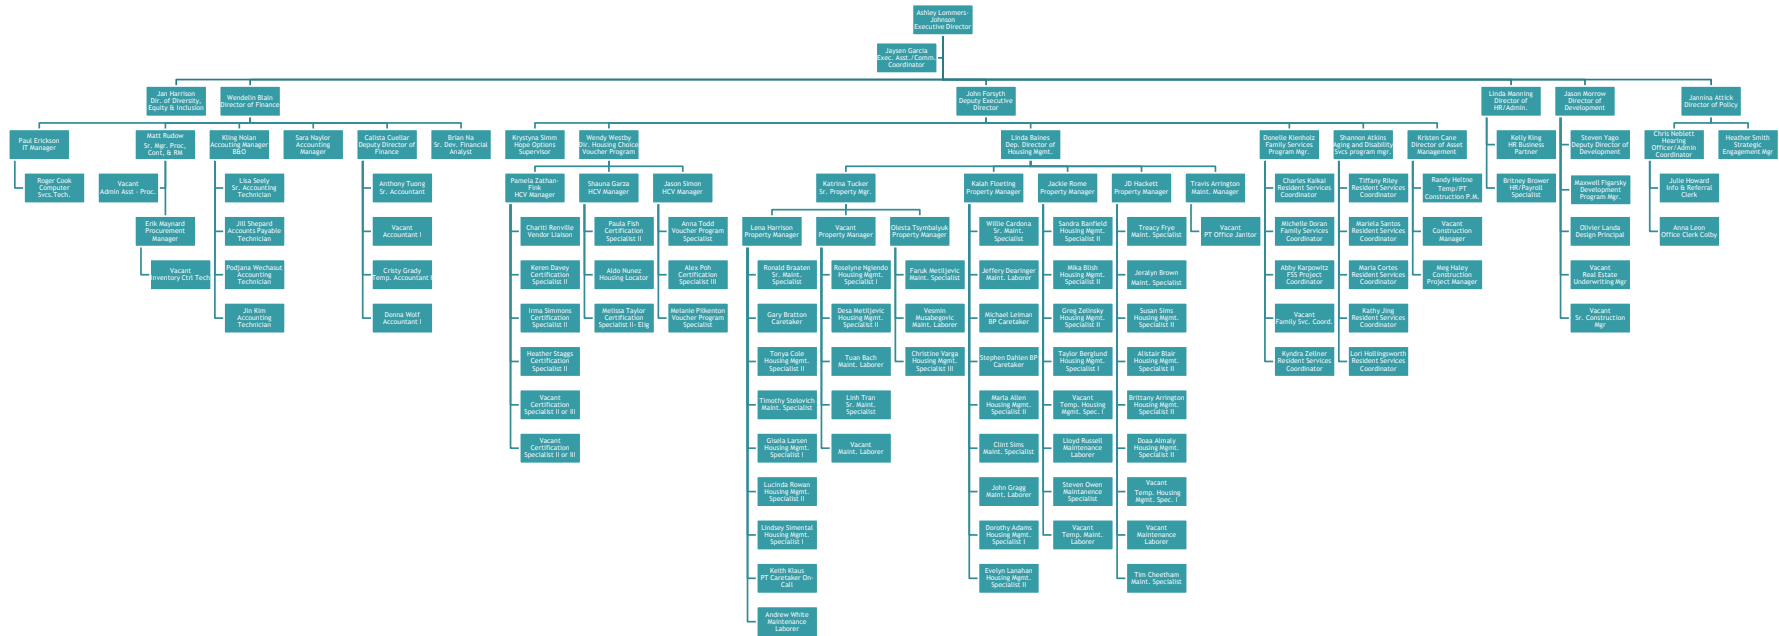 Ashley Lommers-
Johnson
Executive Director
Jaysen Garcia
Exec. Asst./Comm.
Coordinator
Jan Harrison
Dir. of Diversity,
Equity & Inclusion
Wendelin Blain
Director of Finance
John Forsyth
Deputy Executive
Director
Linda Manning
Director of
HR/Admin.
Jason Morrow
Director of
Development
Jannina Attick
Director of Policy
Paul Erickson
IT Manager
Matt Rudow
Sr. Mgr. Proc,
Cont, & RM
Kling Nolan
Accouting Manager
B&O
Sara Naylor
Accounting
Manager
Calista Cuellar
Deputy Director of
Finance
Brian Na
Sr. Dev. Financial
Analyst
Krystyna Simm
Hope Options
Supervisor
Wendy Westby
Dir. Housing Choice
Voucher Program
Linda Baines
Dep. Director of
Housing Mgmt.
Donelle Klenholz
Family Services
Program Mgr.
Shannon Atkins
Aging and Disability
Svcs program mgr.
Kristen Cane
Director of Asset
Management
Kelly King
HR Business
Partner
Steven Yago
Deputy Director of
Development
Chris Neblett
Hearing
Officer/Admin
Coordinator
Heather Smith
Strategic
Engagement Mgr
Roger Cook
Computer
Svcs.Tech.
Vacant
Admin Asst - Proc.
Lisa Seely
Sr. Accounting
Technician
Anthony Tuong
Sr. Accountant
Pamela Zathan-
Fink
HCV Manager
Shauna Garza
HCV Manager
Jason Simon
HCV Manager
Katrina Tucker
Property Sr. Mgr.
Kalah Floeting
Property Manager
Jackie Rome
Property Manager
JD Hackett
Property Manager
Travis Arrington
Maint. Manager
Charles Kaikai
Resident Services
Coordinator
Tiffany Riley
Resident Services
Coordinator
Randy Heitne
Temp/PT
Construction P.M.
Britney Brower
HR/Payroll
Specialist
Maxwell Figarsky
Development
Program Mgr.
Julie Howard
Info & Referral
Clerk
Erik Maynard
Procurement
Manager
Jill Shepard
Accounts Payable
Technician
Vacant
Accountant I
Chariti Renville
Vendor Liaison
Paula Fish
Certification
Specialist II
Anna Todd
Voucher Program
Specialist
Lena Harrison
Property Manager
Vacant
Property Manager
Olesta Tsymbalyuk
Property Manager
Willie Cardona
Sr. Maint.
Specialist
Sandra Banfield
Housing Mgmt.
Specialist II
Treacy Frye
Maint. Specialist
Vacant
PT Office Janitor
Michelle Doran
Family Services
Coordinator
Mariela Santos
Resident Services
Coordinator
Vacant
Construction
Manager
Olivier Landa
Design Principal
Anna Leon
Office Clerk Colby
Vacant
Inventory Ctrl Tech
Podjana Wechasut
Accounting
Technician
Cristy Grady
Temp. Accountant I
Keren Davey
Certification
Specialist II
Aldo Nunez
Housing Locator
Alex Poh
Certification
Specialist III
Ronald Braaten
Sr. Maint.
Specialist
Roselyne Ngiendo
Housing Mgmt.
Specialist I
Faruk Metiljevic
Maint. Specialist
Jeffery Dearinger
Maint. Laborer
Mika Blish
Housing Mgmt.
Specialist II
Jeralyn Brown
Maint. Specialist
Abby Karpowitz
FSS Project
Coordinator
Maria Cortes
Resident Services
Coordinator
Meg Haley
Construction
Project Manager
Vacant
Real Estate
Underwriting Mgr
Jin Kim
Accounting
Technician
Donna Wolf
Accountant I
Irma Simmons
Certification
Specialist II
Melissa Taylor
Certification
Specialist II- Elig
Melanie Pilkenton
Voucher Program
Specialist
Gary Bratton
Caretaker
Desa Metiljevic
Housing Mgmt.
Specialist II
Vesmin
Musabegovic
Maint. Laborer
Michael Leiman
BP Caretaker
Greg Zelinsky
Housing Mgmt.
Specialist II
Susan Sims
Housing Mgmt.
Specialist II
Vacant
Family Svc. Coord.
Kathy Jing
Resident Services
Coordinator
Vacant
Sr. Construction
Mgr
Heather Staggs
Certification
Specialist II
Tonya Cole
Housing Mgmt.
Specialist II
Tuan Bach
Maint. Laborer
Christine Varga
Housing Mgmt.
Specialist III
Stephen Dahlen BP
Caretaker
Taylor Berglund
Housing Mgmt.
Specialist I
Alistair Blair
Housing Mgmt.
Specialist II
Kyndra Zellner
Resident Services
Coordinator
Lori Hollingsworth
Resident Services
Coordinator
Vacant
Certification
Specialist II or III
Timothy Stelovich
Maint. Specialist
Linh Tran
Sr. Maint.
Specialist
Marla Allen
Housing Mgmt.
Specialist II
Vacant
Temp. Housing
Mgmt. Spec. I
Brittany Arrington
Housing Mgmt.
Specialist II
Vacant
Certification
Specialist II or III
Gisela Larsen
Housing Mgmt.
Specialist I
Vacant
Maint. Laborer
Clint Sims
Maint. Specialist
Lloyd Russell
Maintenance
Laborer
Doaa Almaly
Housing Mgmt.
Specialist II
Lucinda Rowan
Housing Mgmt.
Specialist II
John Gragg
Maint. Laborer
Steven Owen
Maintanence
Specialist
Vacant
Temp. Housing
Mgmt. Spec. I
Lindsey Simental
Housing Mgmt.
Specialist I
Dorothy Adams
Housing Mgmt.
Specialist I
Vacant
Temp. Maint.
Laborer
Vacant
Maintenance
Laborer
Keith Klaus
PT Caretaker On-
Call
Evelyn Lanahan
Housing Mgmt.
Specialist II
Tim Cheetham
Maint. Specialist
Andrew White
Maintenance
Laborer